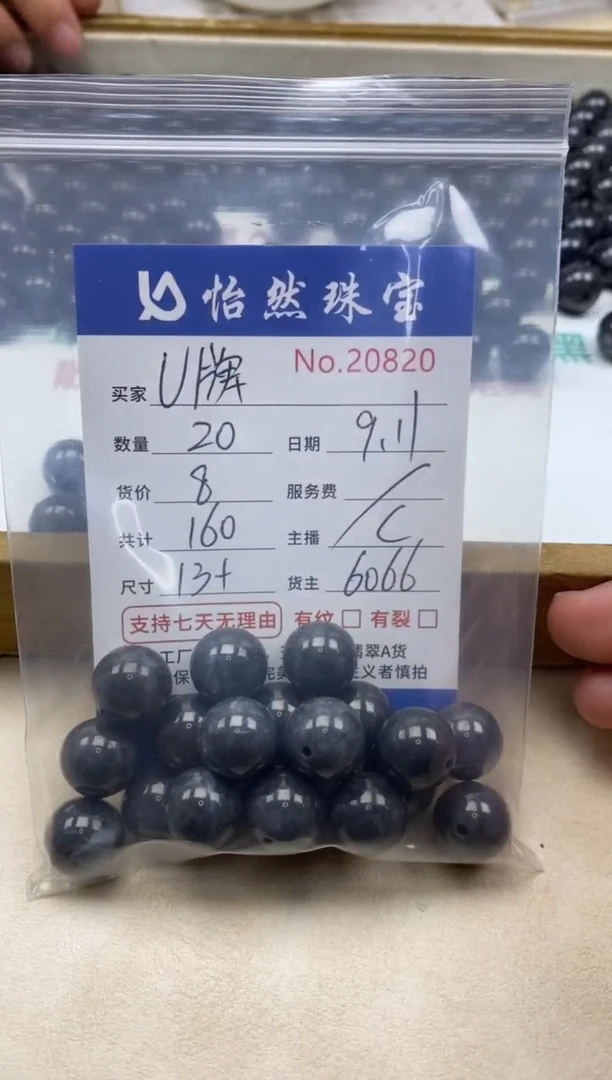 怡然珠宝
No.20820
买家 U牌
数量 20 日期 9.11
货价 8 服务费 /
共计 160 主播 C
尺寸 13+ 货主 6066
支持七天无理由 有纹 □ 有裂 □
工厂 翡翠A货
保 完美主义者慎拍